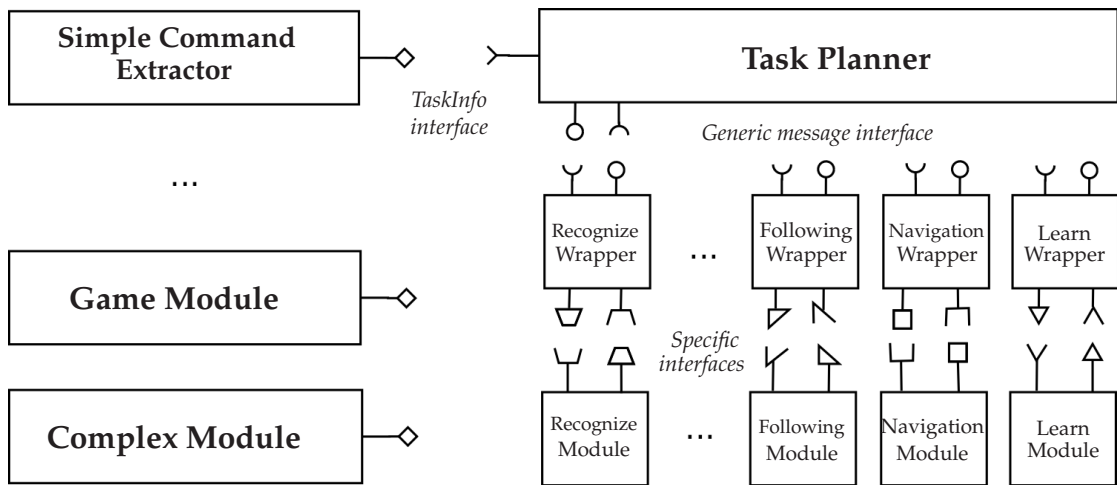 Simple Command
Extractor
Task Planner
TaskInfo
interface
Generic message interface
...
Recognize
Wrapper
...
Following
Wrapper
Navigation
Wrapper
Learn
Wrapper
Game Module
Specific
interfaces
Complex Module
Recognize
Module
...
Following
Module
Navigation
Module
Learn
Module